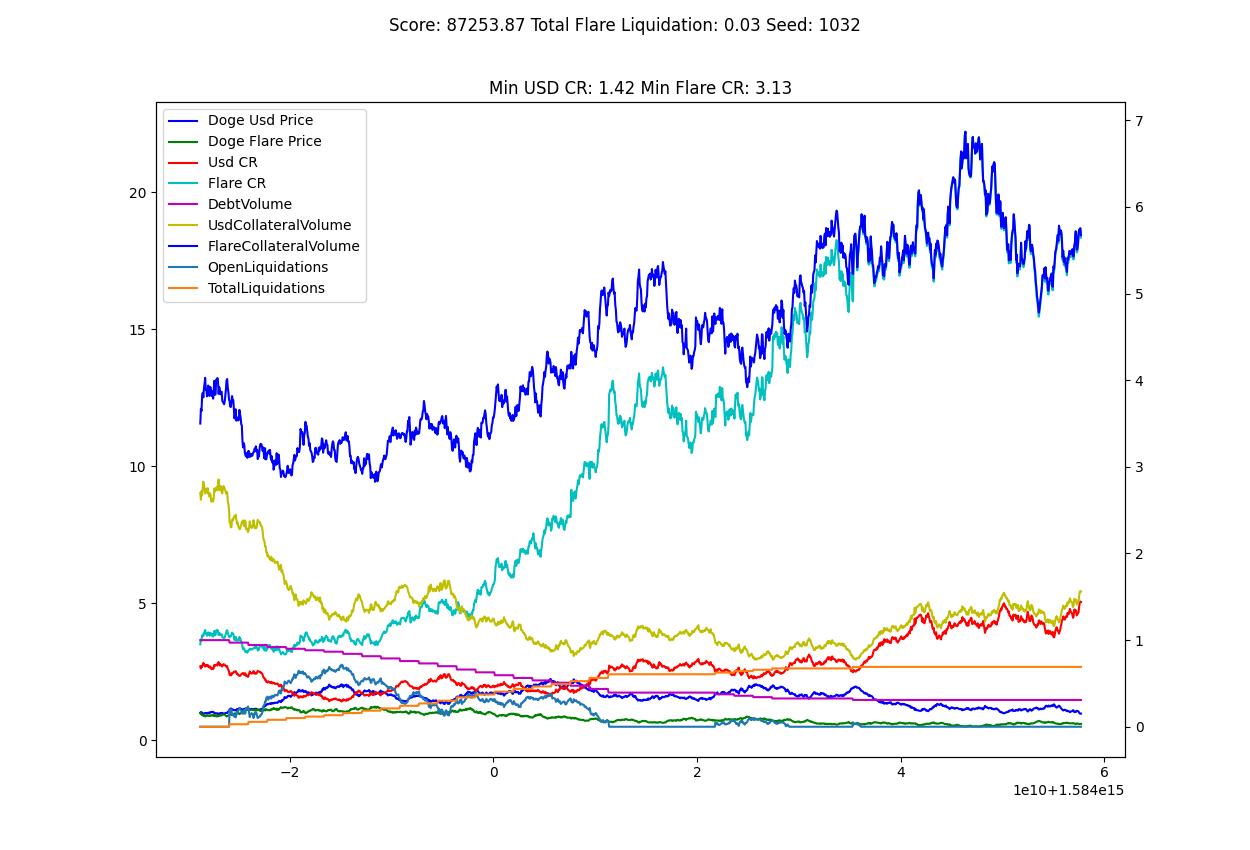 Score: 87253.87 Total Flare Liquidation: 0.03 Seed: 1032
Min USD CR: 1.42 Min Flare CR: 3.13
Doge Usd Price
Doge Flare Price
Usd CR
Flare CR
DebtVolume
UsdCollateralVolume
FlareCollateralVolume
OpenLiquidations
TotalLiquidations
20
15
10
5
0
7
6
5
4
3
2
1
0
−2 0 2 4 6
1e10+1.584e15